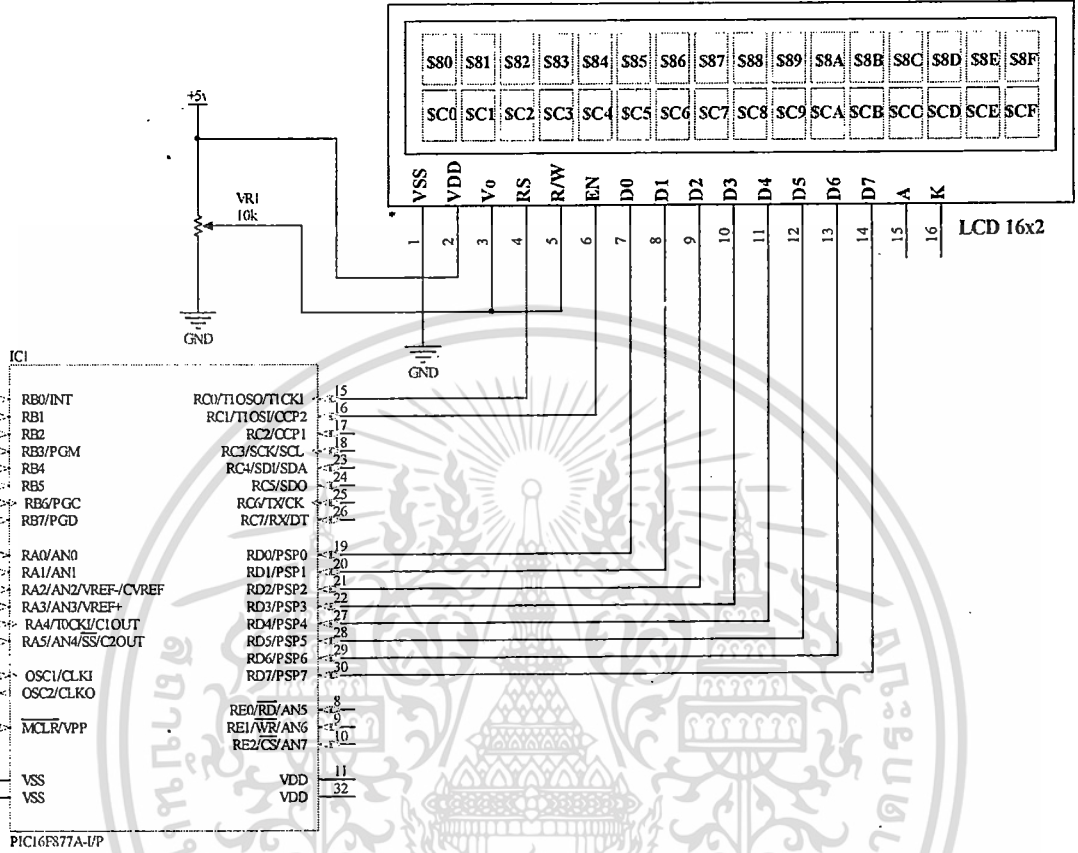 $80 $81 $82 $83 $84 $85 $86 $87 $88 $89 $8A $8B $8C $8D $8E $8F
$C0 $C1 $C2 $C3 $C4 $C5 $C6 $C7 $C8 $C9 $CA $CB $CC $CD $CE $CF
VSS VDD Vo RS R/W EN D0 D1 D2 D3 D4 D5 D6 D7 A K
1 2 3 4 5 6 7 8 9 10 11 12 13 14 15 16
LCD 16x2
+5v
VR1
10k
GND
GND
IC1
RB0/INT RC0/T1OSO/T1CKI 15
RB1 RC1/T1OSI/CCP2 16
RB2 RC2/CCP1 17
RB3/PGM RC3/SCK/SCL 18
RB4 RC4/SDI/SDA 23
RB5 RC5/SDO 24
RB6/PGC RC6/TX/CK 25
RB7/PGD RC7/RX/DT 26
RA0/AN0 RD0/PSP0 19
RA1/AN1 RD1/PSP1 20
RA2/AN2/VREF-/CVREF RD2/PSP2 21
RA3/AN3/VREF+ RD3/PSP3 22
RA4/T0CKI/C1OUT RD4/PSP4 27
RA5/AN4/SS/C2OUT RD5/PSP5 28
RD6/PSP6 29
OSC1/CLKI RD7/PSP7 30
OSC2/CLKO
RE0/RD/AN5 8
MCLR/VPP RE1/WR/AN6 9
RE2/CS/AN7 10
VSS VDD 11
VSS VDD 32
PIC16F877A-I/P